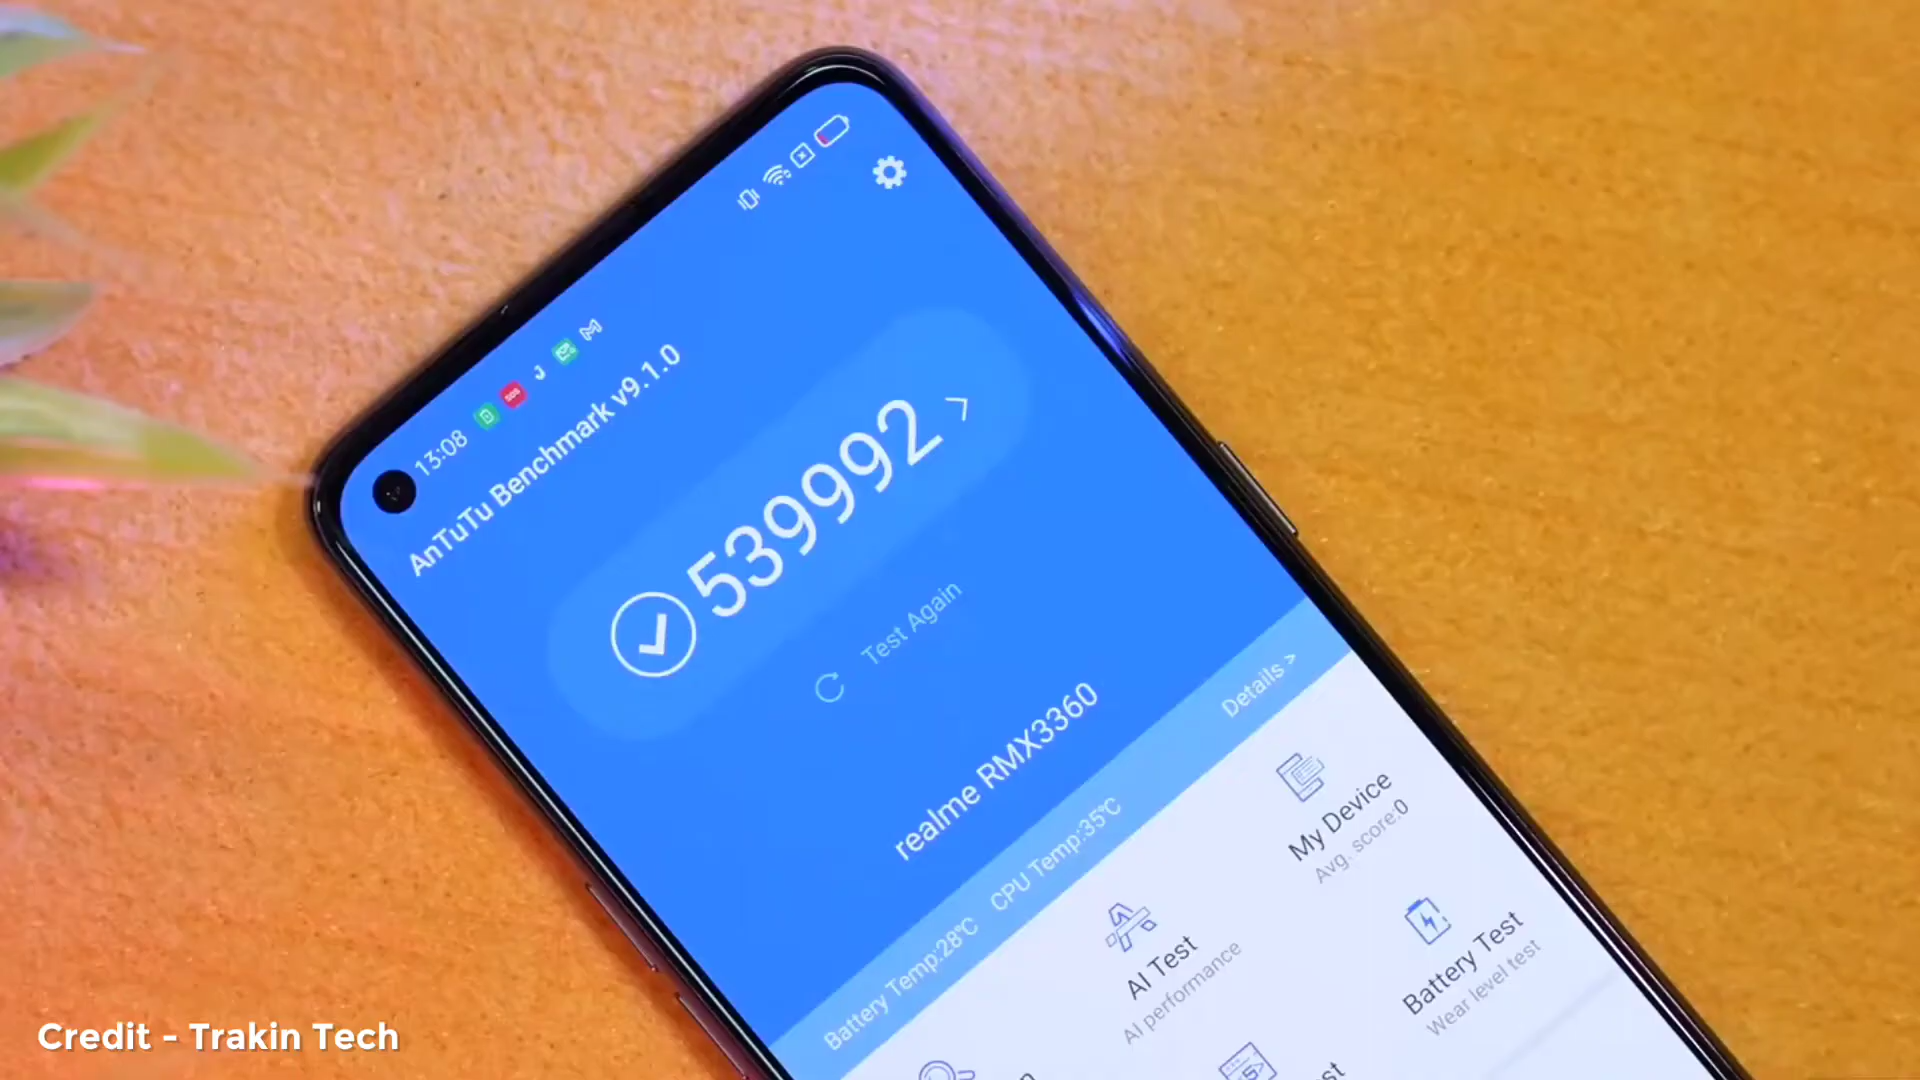 13:08
AnTuTu Benchmark v9.1.0
539992 >
Test Again
realme RMX3360
Battery Temp:28℃ CPU Temp:35℃ Details >
My Device
Avg. score:0
AI Test
AI performance
Battery Test
Wear level test
Credit - Trakin Tech